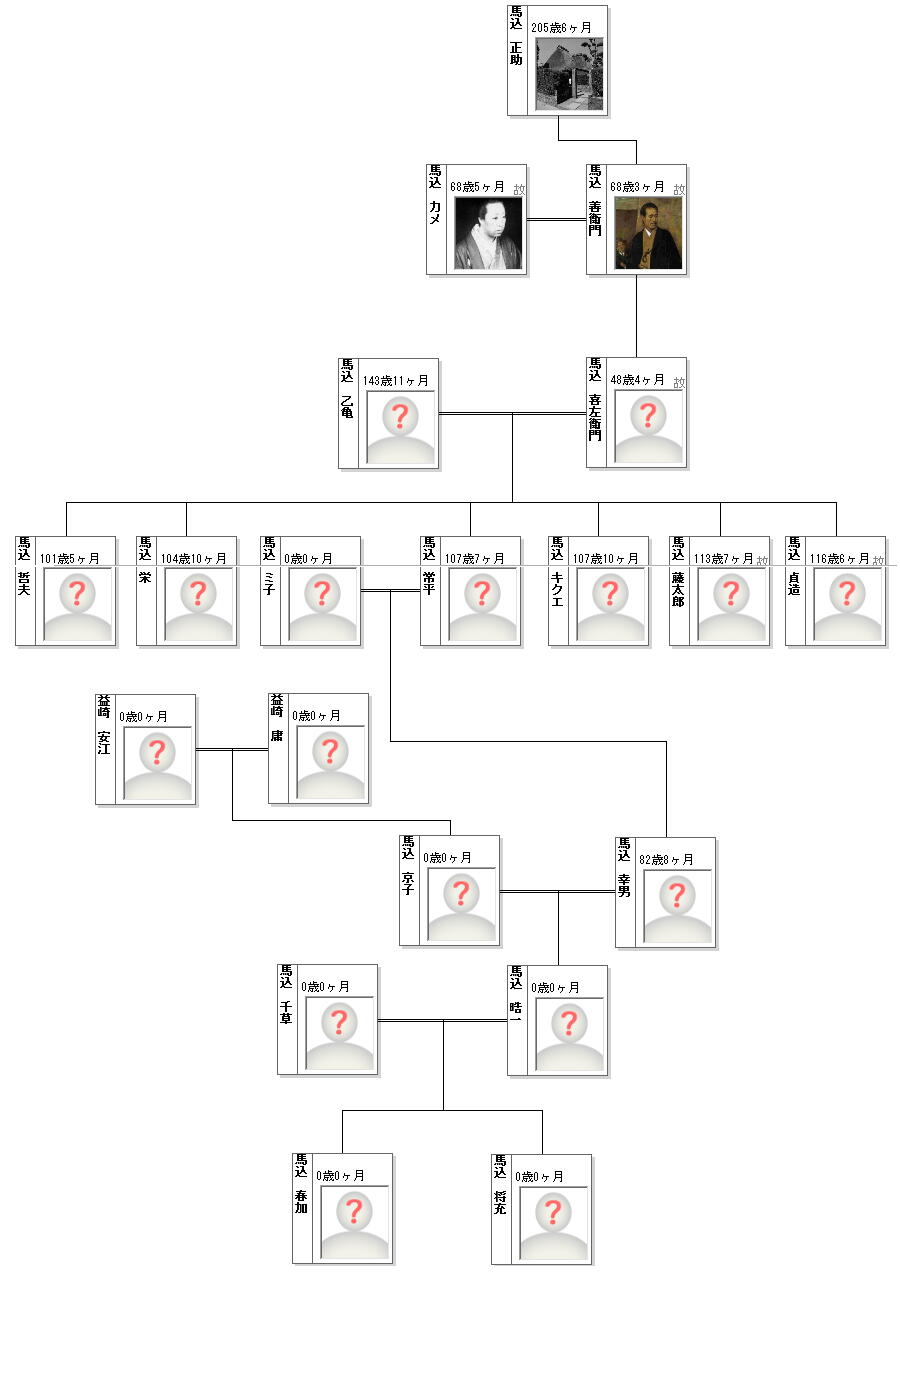 馬込 正助
205歳6ヶ月
馬込 カメ
68歳5ヶ月 故
馬込 善衛門
68歳3ヶ月 故
馬込 乙亀
143歳11ヶ月
馬込 喜左衛門
48歳4ヶ月 故
馬込 哲夫
101歳5ヶ月
馬込 栄
104歳10ヶ月
馬込 ミ子
0歳0ヶ月
馬込 常平
107歳7ヶ月
馬込 キクエ
107歳10ヶ月
馬込 藤太郎
113歳7ヶ月 故
馬込 貞造
116歳6ヶ月 故
益崎 安江
0歳0ヶ月
益崎 庸
0歳0ヶ月
馬込 京子
0歳0ヶ月
馬込 幸男
82歳8ヶ月
馬込 千草
0歳0ヶ月
馬込 晧一
0歳0ヶ月
馬込 春加
0歳0ヶ月
馬込 将充
0歳0ヶ月